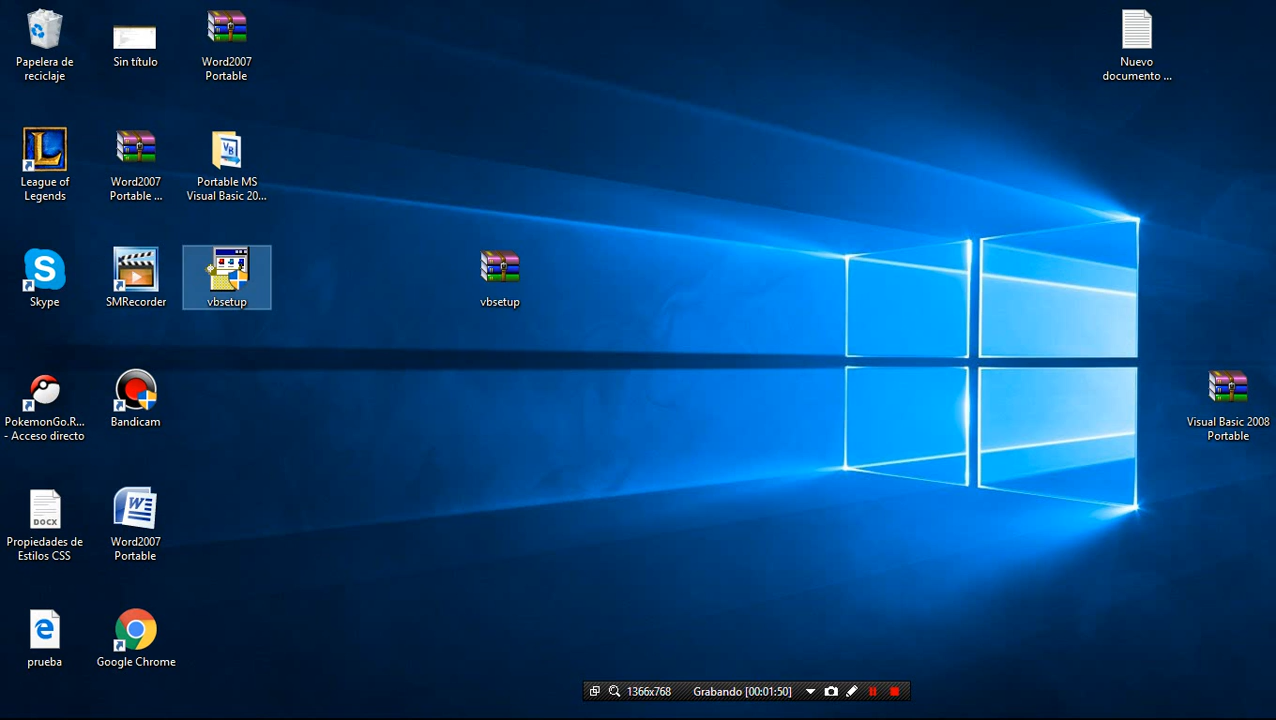 Papelera de
reciclaje
Sin título
Word2007
Portable
Nuevo
documento ...
League of
Legends
Word2007
Portable ...
Portable MS
Visual Basic 20...
Skype
SMRecorder
vbsetup
vbsetup
PokemonGo.R...
- Acceso directo
Bandicam
Visual Basic 2008
Portable
DOCX
Propiedades de
Estilos CSS
Word2007
Portable
prueba
Google Chrome
1366x768 Grabando [00:01:50]